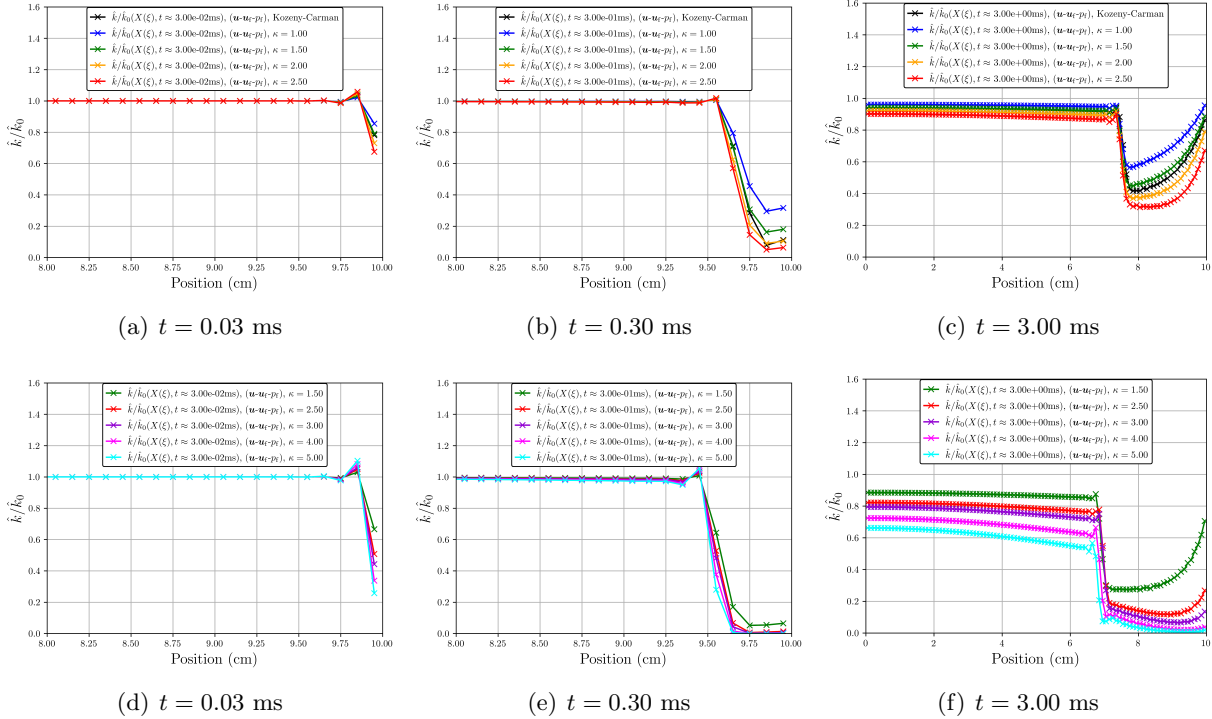 k̂/k̂₀(X(ξ), t ≈ 3.00e-02ms), (u-u_f-p_f), Kozeny-Carman
k̂/k̂₀(X(ξ), t ≈ 3.00e-02ms), (u-u_f-p_f), κ = 1.00
k̂/k̂₀(X(ξ), t ≈ 3.00e-02ms), (u-u_f-p_f), κ = 1.50
k̂/k̂₀(X(ξ), t ≈ 3.00e-02ms), (u-u_f-p_f), κ = 2.00
k̂/k̂₀(X(ξ), t ≈ 3.00e-02ms), (u-u_f-p_f), κ = 2.50
1.6
1.4
1.2
1.0
0.8
0.6
0.4
0.2
0.0
k̂/k̂₀
8.00 8.25 8.50 8.75 9.00 9.25 9.50 9.75 10.00
Position (cm)
(a) t = 0.03 ms
k̂/k̂₀(X(ξ), t ≈ 3.00e-01ms), (u-u_f-p_f), Kozeny-Carman
k̂/k̂₀(X(ξ), t ≈ 3.00e-01ms), (u-u_f-p_f), κ = 1.00
k̂/k̂₀(X(ξ), t ≈ 3.00e-01ms), (u-u_f-p_f), κ = 1.50
k̂/k̂₀(X(ξ), t ≈ 3.00e-01ms), (u-u_f-p_f), κ = 2.00
k̂/k̂₀(X(ξ), t ≈ 3.00e-01ms), (u-u_f-p_f), κ = 2.50
1.6
1.4
1.2
1.0
0.8
0.6
0.4
0.2
0.0
k̂/k̂₀
8.00 8.25 8.50 8.75 9.00 9.25 9.50 9.75 10.00
Position (cm)
(b) t = 0.30 ms
k̂/k̂₀(X(ξ), t ≈ 3.00e+00ms), (u-u_f-p_f), Kozeny-Carman
k̂/k̂₀(X(ξ), t ≈ 3.00e+00ms), (u-u_f-p_f), κ = 1.00
k̂/k̂₀(X(ξ), t ≈ 3.00e+00ms), (u-u_f-p_f), κ = 1.50
k̂/k̂₀(X(ξ), t ≈ 3.00e+00ms), (u-u_f-p_f), κ = 2.00
k̂/k̂₀(X(ξ), t ≈ 3.00e+00ms), (u-u_f-p_f), κ = 2.50
1.6
1.4
1.2
1.0
0.8
0.6
0.4
0.2
0.0
k̂/k̂₀
0 2 4 6 8 10
Position (cm)
(c) t = 3.00 ms
k̂/k̂₀(X(ξ), t ≈ 3.00e-02ms), (u-u_f-p_f), κ = 1.50
k̂/k̂₀(X(ξ), t ≈ 3.00e-02ms), (u-u_f-p_f), κ = 2.50
k̂/k̂₀(X(ξ), t ≈ 3.00e-02ms), (u-u_f-p_f), κ = 3.00
k̂/k̂₀(X(ξ), t ≈ 3.00e-02ms), (u-u_f-p_f), κ = 4.00
k̂/k̂₀(X(ξ), t ≈ 3.00e-02ms), (u-u_f-p_f), κ = 5.00
1.6
1.4
1.2
1.0
0.8
0.6
0.4
0.2
0.0
k̂/k̂₀
8.00 8.25 8.50 8.75 9.00 9.25 9.50 9.75 10.00
Position (cm)
(d) t = 0.03 ms
k̂/k̂₀(X(ξ), t ≈ 3.00e-01ms), (u-u_f-p_f), κ = 1.50
k̂/k̂₀(X(ξ), t ≈ 3.00e-01ms), (u-u_f-p_f), κ = 2.50
k̂/k̂₀(X(ξ), t ≈ 3.00e-01ms), (u-u_f-p_f), κ = 3.00
k̂/k̂₀(X(ξ), t ≈ 3.00e-01ms), (u-u_f-p_f), κ = 4.00
k̂/k̂₀(X(ξ), t ≈ 3.00e-01ms), (u-u_f-p_f), κ = 5.00
1.6
1.4
1.2
1.0
0.8
0.6
0.4
0.2
0.0
k̂/k̂₀
8.00 8.25 8.50 8.75 9.00 9.25 9.50 9.75 10.00
Position (cm)
(e) t = 0.30 ms
k̂/k̂₀(X(ξ), t ≈ 3.00e+00ms), (u-u_f-p_f), κ = 1.50
k̂/k̂₀(X(ξ), t ≈ 3.00e+00ms), (u-u_f-p_f), κ = 2.50
k̂/k̂₀(X(ξ), t ≈ 3.00e+00ms), (u-u_f-p_f), κ = 3.00
k̂/k̂₀(X(ξ), t ≈ 3.00e+00ms), (u-u_f-p_f), κ = 4.00
k̂/k̂₀(X(ξ), t ≈ 3.00e+00ms), (u-u_f-p_f), κ = 5.00
1.6
1.4
1.2
1.0
0.8
0.6
0.4
0.2
0.0
k̂/k̂₀
0 2 4 6 8 10
Position (cm)
(f) t = 3.00 ms